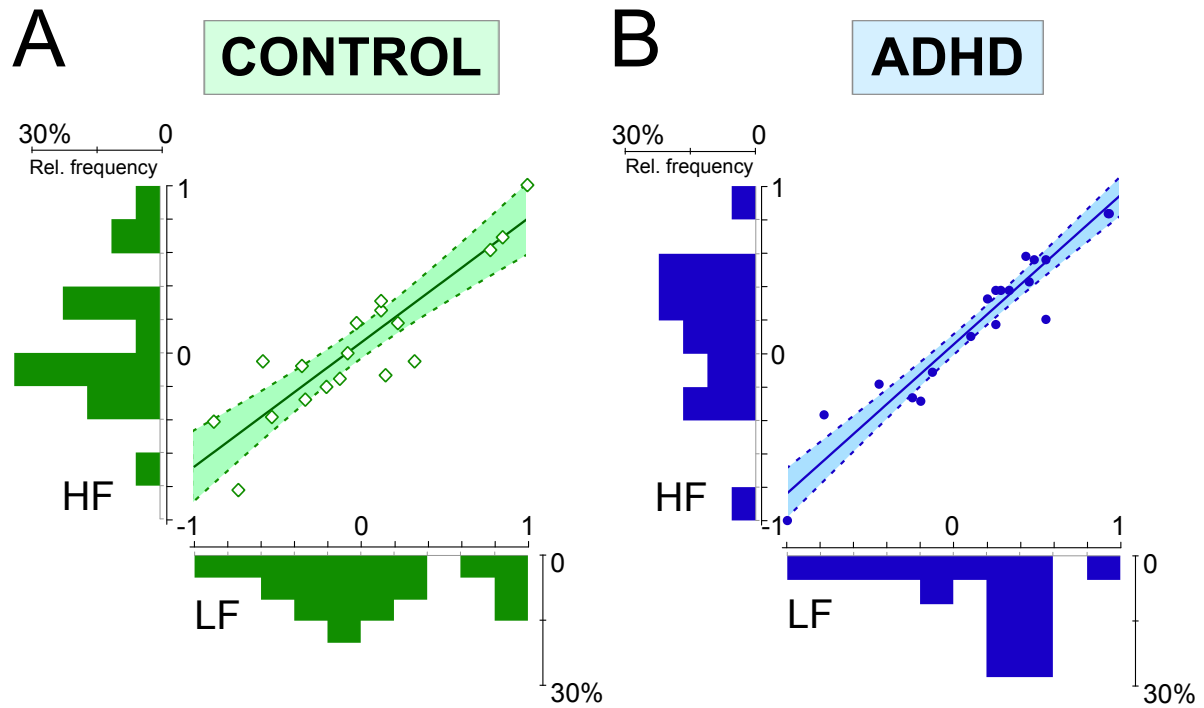 A
CONTROL
B
ADHD
30%
0
Rel. frequency
30%
0
Rel. frequency
1
0
HF
-1
0
1
LF
0
30%
1
0
HF
-1
0
1
LF
0
30%